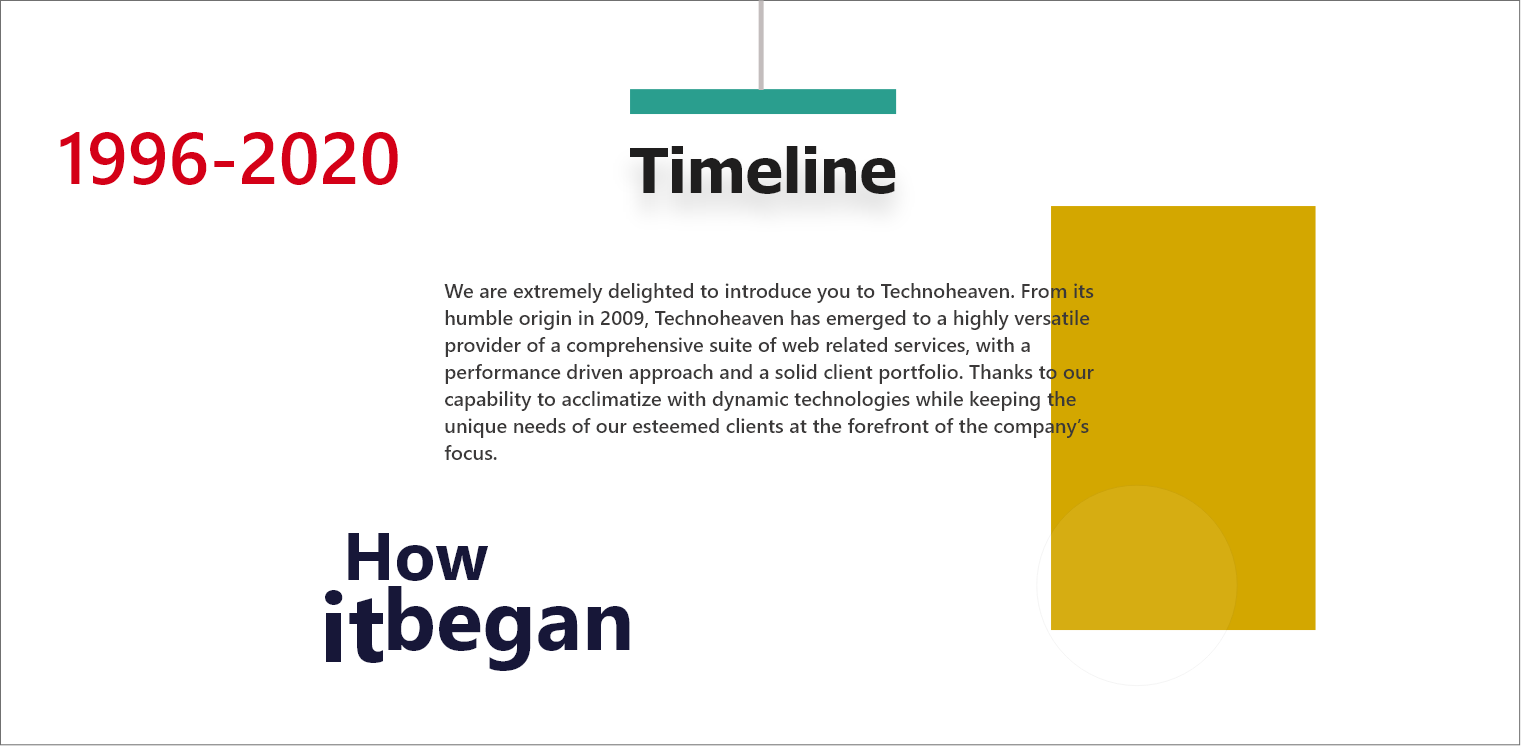 1996-2020
Timeline
We are extremely delighted to introduce you to Technoheaven. From its
humble origin in 2009, Technoheaven has emerged to a highly versatile
provider of a comprehensive suite of web related services, with a
performance driven approach and a solid client portfolio. Thanks to our
capability to acclimatize with dynamic technologies while keeping the
unique needs of our esteemed clients at the forefront of the company’s
focus.
How
it began